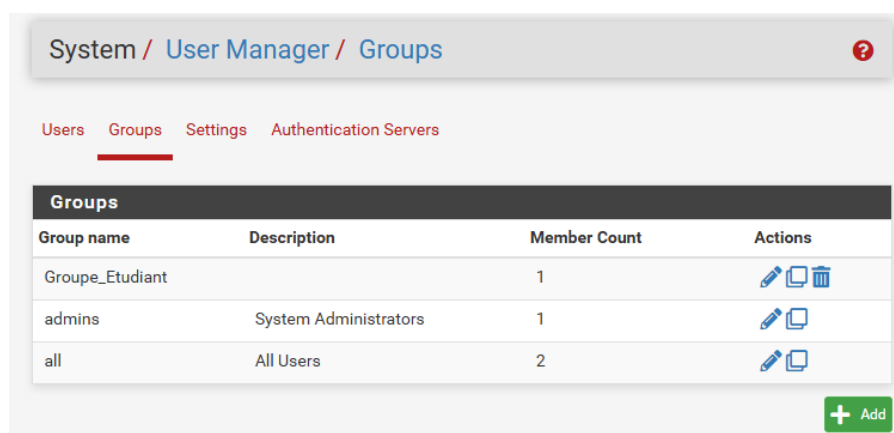 System / User Manager / Groups
Users Groups Settings Authentication Servers
Groups
Group name Description Member Count Actions
Groupe_Etudiant 1
admins System Administrators 1
all All Users 2
Add